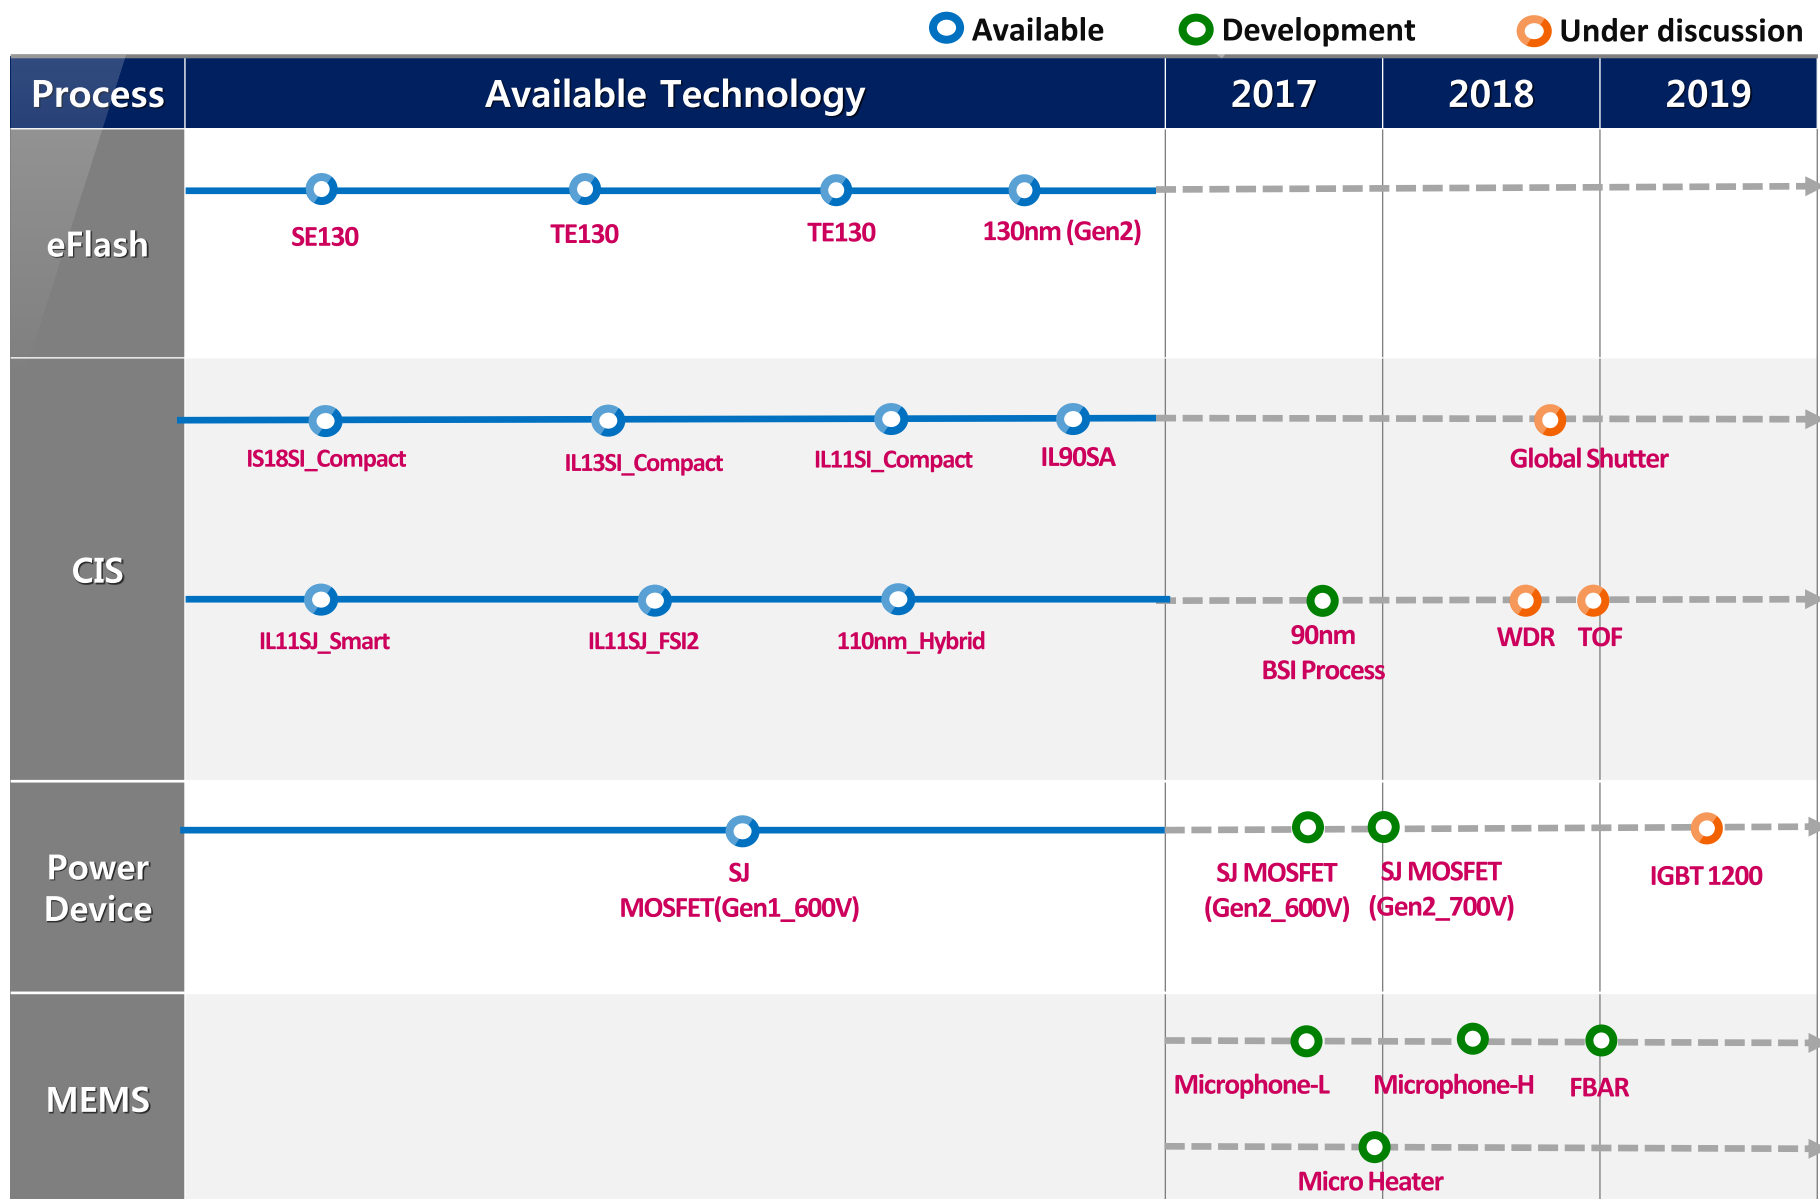 Available Development Under discussion
Process Available Technology 2017 2018 2019
eFlash
SE130 TE130 TE130 130nm (Gen2)
CIS
IS18SI_Compact IL13SI_Compact IL11SI_Compact IL90SA Global Shutter
IL11SJ_Smart IL11SJ_FSI2 110nm_Hybrid 90nm WDR TOF
BSI Process
Power
Device
SJ SJ MOSFET SJ MOSFET IGBT 1200
MOSFET(Gen1_600V) (Gen2_600V) (Gen2_700V)
MEMS
Microphone-L Microphone-H FBAR
Micro Heater